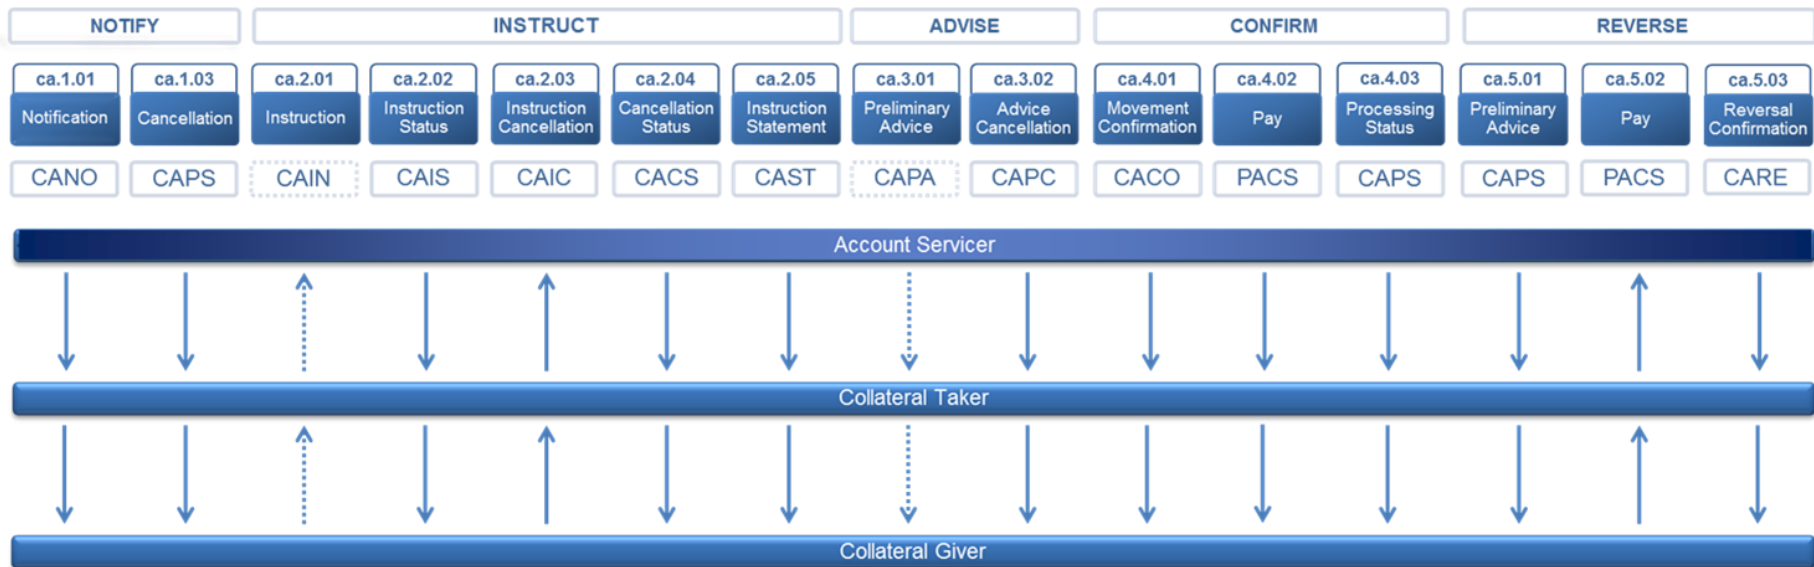 NOTIFY INSTRUCT ADVISE CONFIRM REVERSE
ca.1.01 ca.1.03 ca.2.01 ca.2.02 ca.2.03 ca.2.04 ca.2.05 ca.3.01 ca.3.02 ca.4.01 ca.4.02 ca.4.03 ca.5.01 ca.5.02 ca.5.03
Notification
Cancellation
Instruction
Instruction
Status
Instruction
Cancellation
Cancellation
Status
Instruction
Statement
Preliminary
Advice
Advice
Cancellation
Movement
Confirmation
Pay
Processing
Status
Preliminary
Advice
Pay
Reversal
Confirmation
CANO CAPS CAIN CAIS CAIC CACS CAST CAPA CAPC CACO PACS CAPS CAPS PACS CARE
Account Servicer
Collateral Taker
Collateral Giver